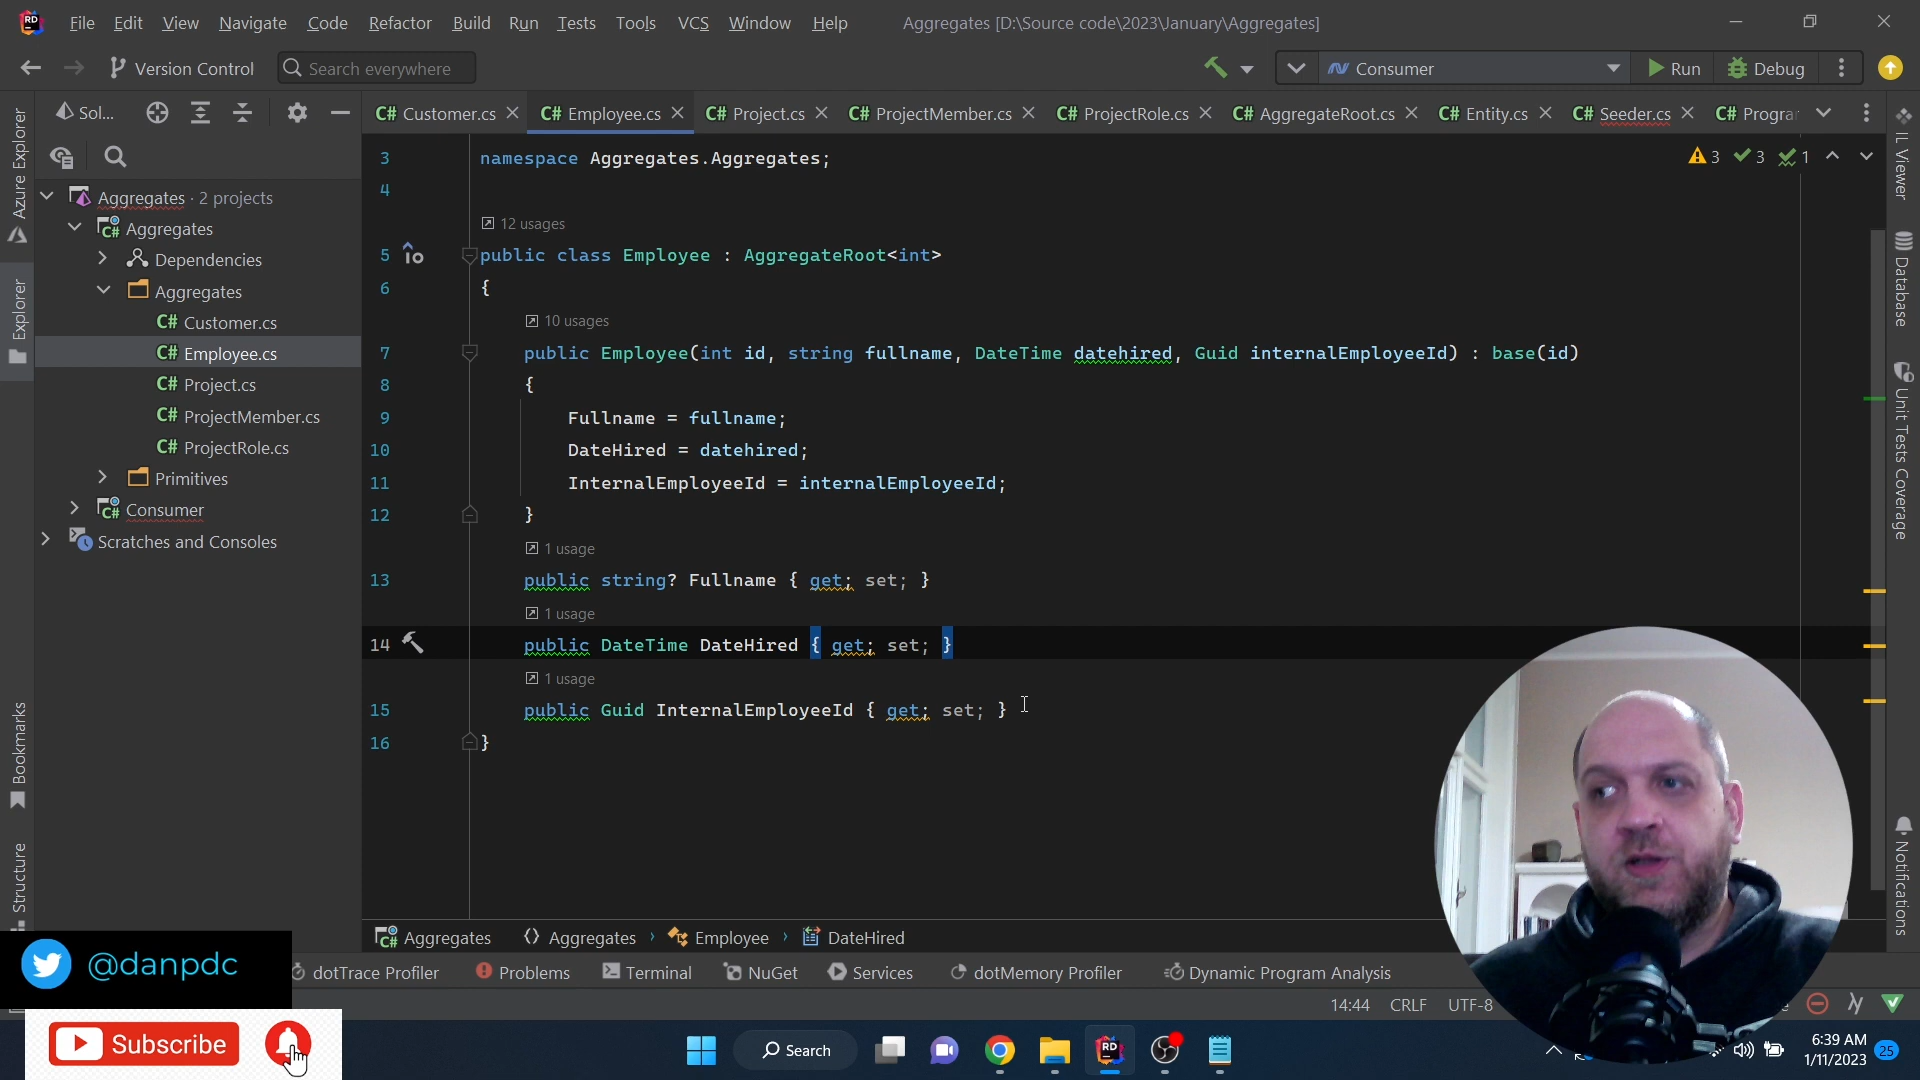 File Edit View Navigate Code Refactor Build Run Tests Tools VCS Window Help Aggregates [D:\Source code\2023\January\Aggregates]
Version Control Search everywhere Consumer Run Debug
Sol... C# Customer.cs C# Employee.cs C# Project.cs C# ProjectMember.cs C# ProjectRole.cs C# AggregateRoot.cs C# Entity.cs C# Seeder.cs C# Progra
3 3 1
Aggregates · 2 projects
Aggregates
Dependencies
Aggregates
C# Customer.cs
C# Employee.cs
C# Project.cs
C# ProjectMember.cs
C# ProjectRole.cs
Primitives
C# Consumer
Scratches and Consoles
Azure Explorer
Explorer
Bookmarks
Structure
3 namespace Aggregates.Aggregates;
4
12 usages
5 public class Employee : AggregateRoot<int>
6 {
10 usages
7 public Employee(int id, string fullname, DateTime datehired, Guid internalEmployeeId) : base(id)
8 {
9 Fullname = fullname;
10 DateHired = datehired;
11 InternalEmployeeId = internalEmployeeId;
12 }
1 usage
13 public string? Fullname { get; set; }
1 usage
14 public DateTime DateHired { get; set; }
1 usage
15 public Guid InternalEmployeeId { get; set; }
16 }
IL Viewer
Database
Unit Tests Coverage
Notifications
Aggregates Aggregates › Employee › DateHired
dotTrace Profiler Problems Terminal NuGet Services dotMemory Profiler Dynamic Program Analysis
14:44 CRLF UTF-8
@danpdc
Subscribe
Search
6:39 AM
1/11/2023
25